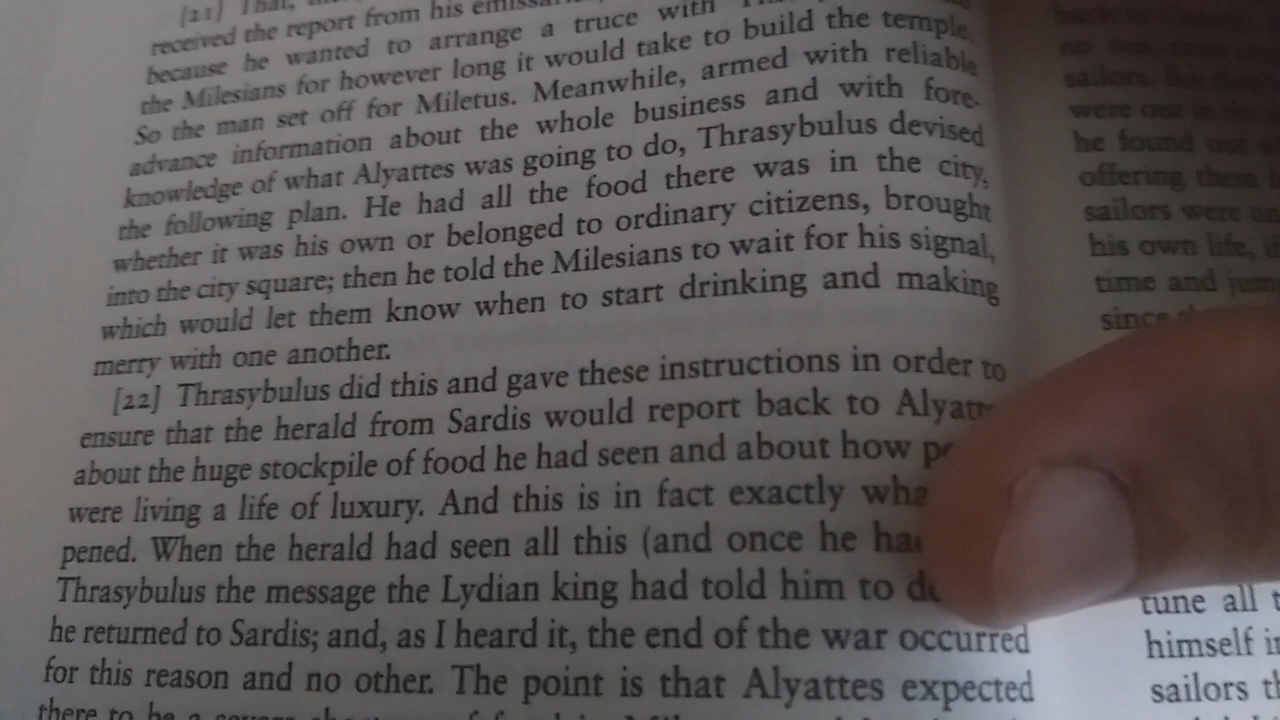 [21] That,
received the report from his
because he wanted to arrange a truce with
the Milesians for however long it would take to build the temple.
So the man set off for Miletus. Meanwhile, armed with reliable
advance information about the whole business and with fore-
knowledge of what Alyattes was going to do, Thrasybulus devised
the following plan. He had all the food there was in the city,
whether it was his own or belonged to ordinary citizens, brought
into the city square; then he told the Milesians to wait for his signal,
which would let them know when to start drinking and making
merry with one another.
[22] Thrasybulus did this and gave these instructions in order to
ensure that the herald from Sardis would report back to
about the huge stockpile of food he had seen and about how
were living a life of luxury. And this is in fact exactly
pened. When the herald had seen all this (and once he
Thrasybulus the message the Lydian king had told him to
he returned to Sardis; and, as I heard it, the end of the war occurred
for this reason and no other. The point is that Alyattes expected
there to be a
sailors.
were out in
he found out
offering them
sailors were
his own life,
time and
since
tune all
himself
sailors